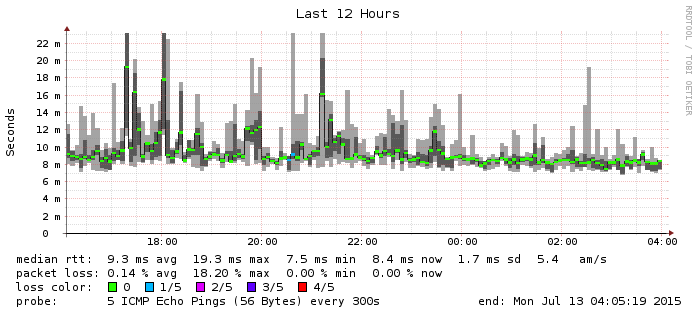 Last 12 Hours
RRDTOOL / TOBI OETIKER
Seconds
22 m
20 m
18 m
16 m
14 m
12 m
10 m
8 m
6 m
4 m
2 m
0
18:00 20:00 22:00 00:00 02:00 04:00
median rtt: 9.3 ms avg 19.3 ms max 7.5 ms min 8.4 ms now 1.7 ms sd 5.4 am/s
packet loss: 0.14 % avg 18.20 % max 0.00 % min 0.00 % now
loss color: 0 1/5 2/5 3/5 4/5
probe: 5 ICMP Echo Pings (56 Bytes) every 300s end: Mon Jul 13 04:05:19 2015